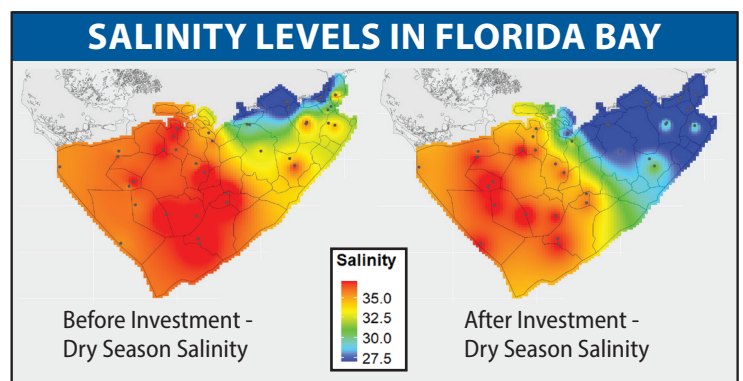 SALINITY LEVELS IN FLORIDA BAY
Before Investment -
Dry Season Salinity
Salinity
35.0
32.5
30.0
27.5
After Investment -
Dry Season Salinity